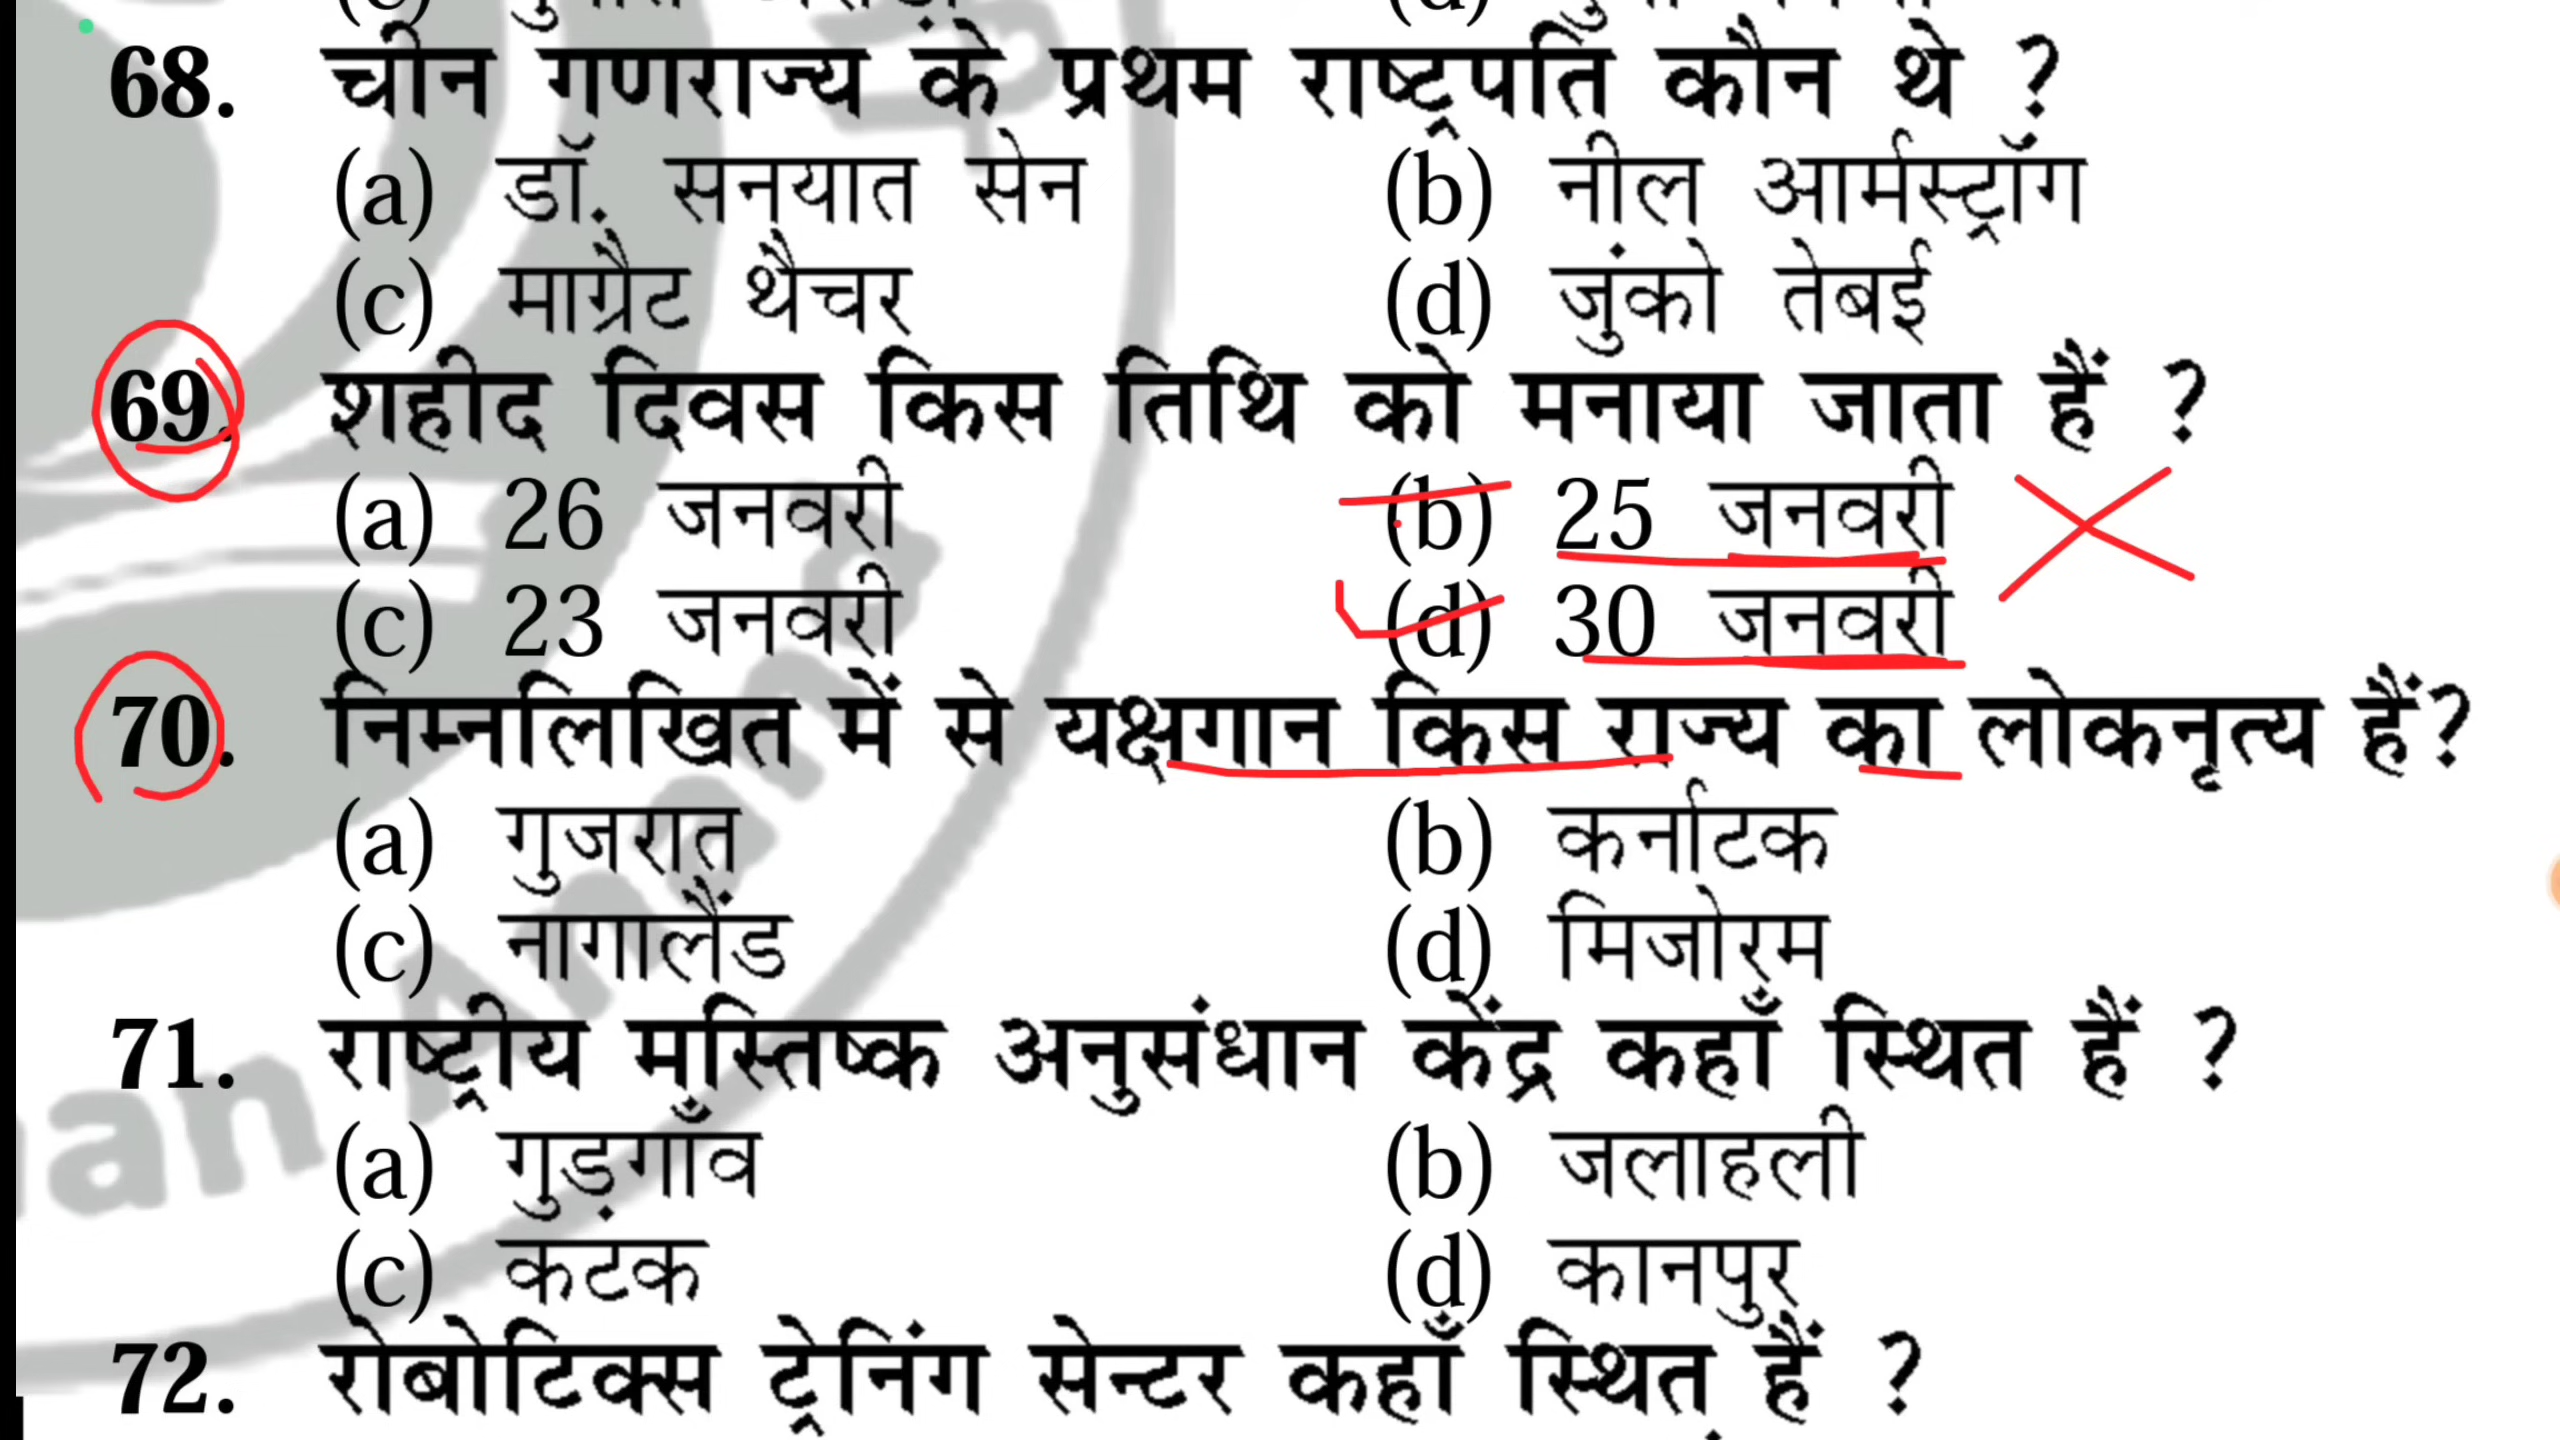 68. चीन गणराज्य के प्रथम राष्ट्रपति कौन थे ?
(a) डॉ. सनयात सेन (b) नील आर्मस्ट्रॉंग
(c) माग्रैट थैचर (d) जुंको तेबई
69. शहीद दिवस किस तिथि को मनाया जाता हैं ?
(a) 26 जनवरी (b) 25 जनवरी
(c) 23 जनवरी (d) 30 जनवरी
70. निम्नलिखित में से यक्षगान किस राज्य का लोकनृत्य हैं?
(a) गुजरात (b) कर्नाटक
(c) नागालैंड (d) मिजोरम
71. राष्ट्रीय मस्तिष्क अनुसंधान केंद्र कहाँ स्थित हैं ?
(a) गुड़गाँव (b) जलाहली
(c) कटंक (d) कानपुर
72. रोबोटिक्स ट्रेनिंग सेन्टर कहाँ स्थित हैं ?